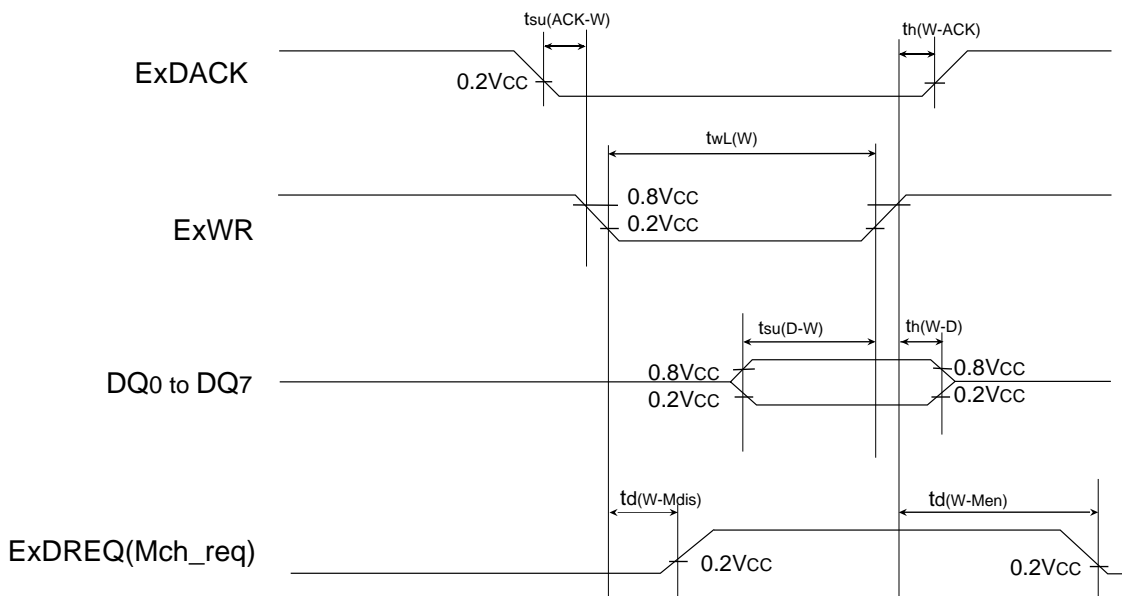 tsu(ACK-W)
th(W-ACK)
ExDACK
0.2VCC
twL(W)
0.8VCC
0.2VCC
ExWR
tsu(D-W)
th(W-D)
DQ0 to DQ7
0.8VCC
0.8VCC
0.2VCC
0.2VCC
td(W-Mdis)
td(W-Men)
ExDREQ(Mch_req)
0.2VCC
0.2VCC